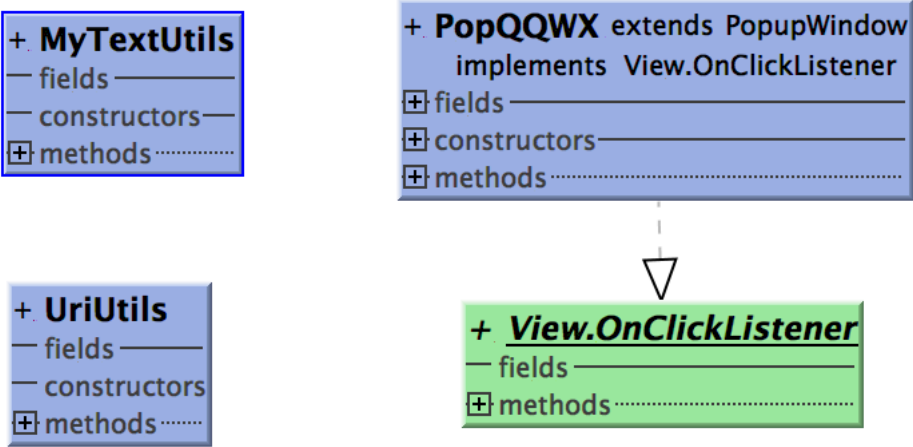 + MyTextUtils
fields
constructors
+ methods
+ PopQQWX extends PopupWindow
implements View.OnClickListener
+ fields
+ constructors
+ methods
+ UriUtils
fields
constructors
+ methods
+ View.OnClickListener
fields
+ methods